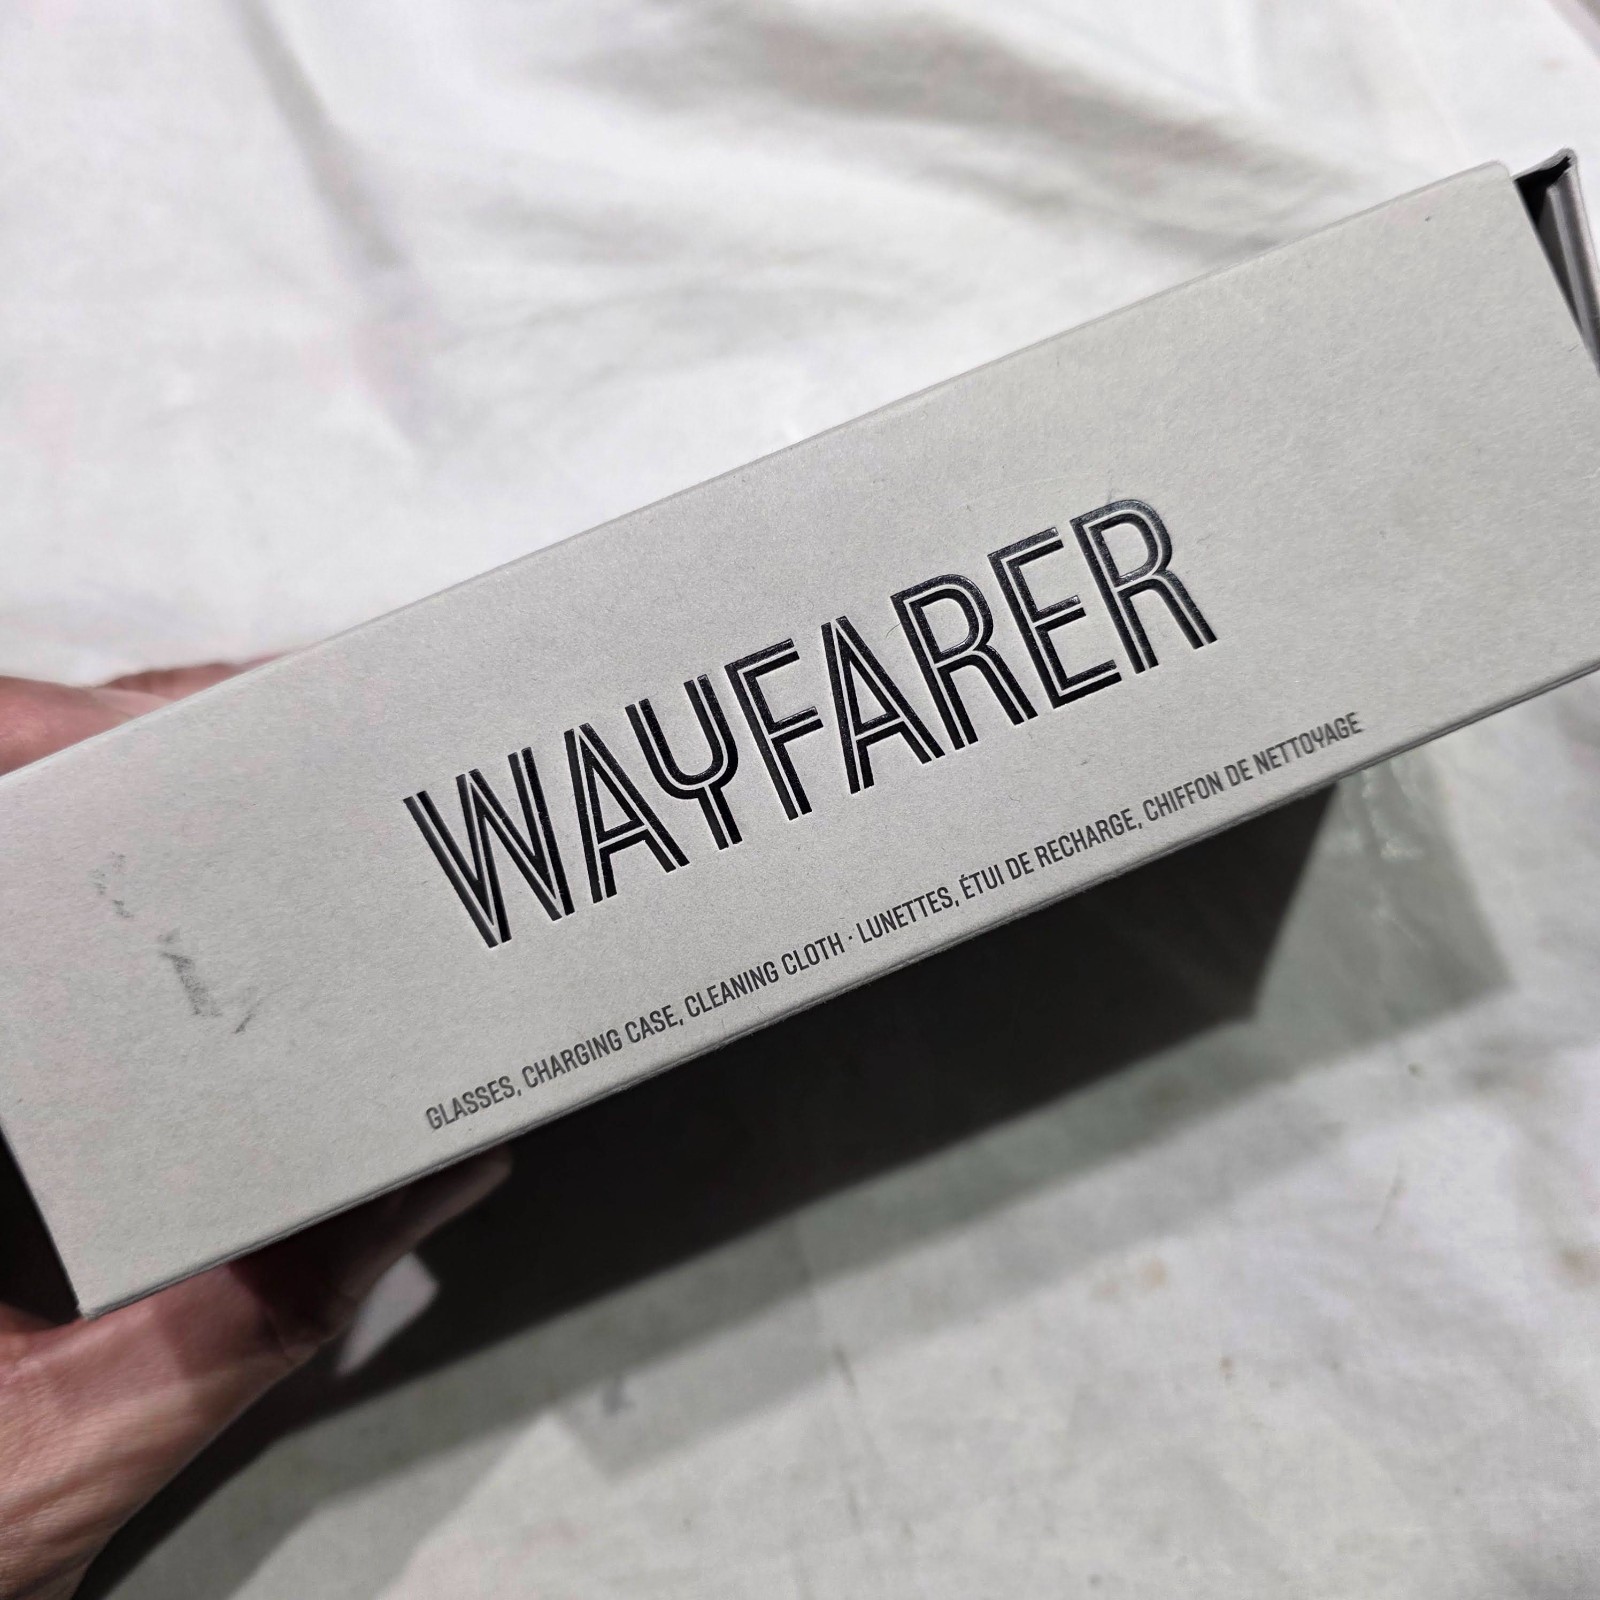 WAYFARER
GLASSES, CHARGING CASE, CLEANING CLOTH · LUNETTES, ÉTUI DE RECHARGE, CHIFFON DE NETTOYAGE